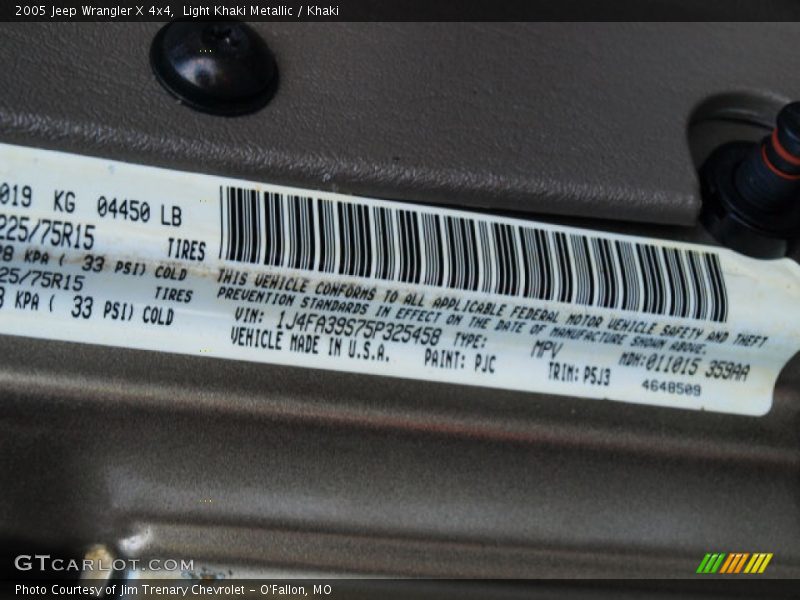 2005 Jeep Wrangler X 4x4, Light Khaki Metallic / Khaki
019 KG 04450 LB
225/75R15 TIRES
28 KPA ( 33 PSI) COLD
25/75R15 TIRES
8 KPA ( 33 PSI) COLD
THIS VEHICLE CONFORMS TO ALL APPLICABLE FEDERAL MOTOR VEHICLE SAFETY AND THEFT
PREVENTION STANDARDS IN EFFECT ON THE DATE OF MANUFACTURE SHOWN ABOVE.
VIN: 1J4FA39S75P325458 TYPE: MPV MDH:011015 359AA
VEHICLE MADE IN U.S.A. PAINT: PJC TRIM: P5J3 4648509
GTCARLOT.COM
Photo Courtesy of Jim Trenary Chevrolet – O'Fallon, MO